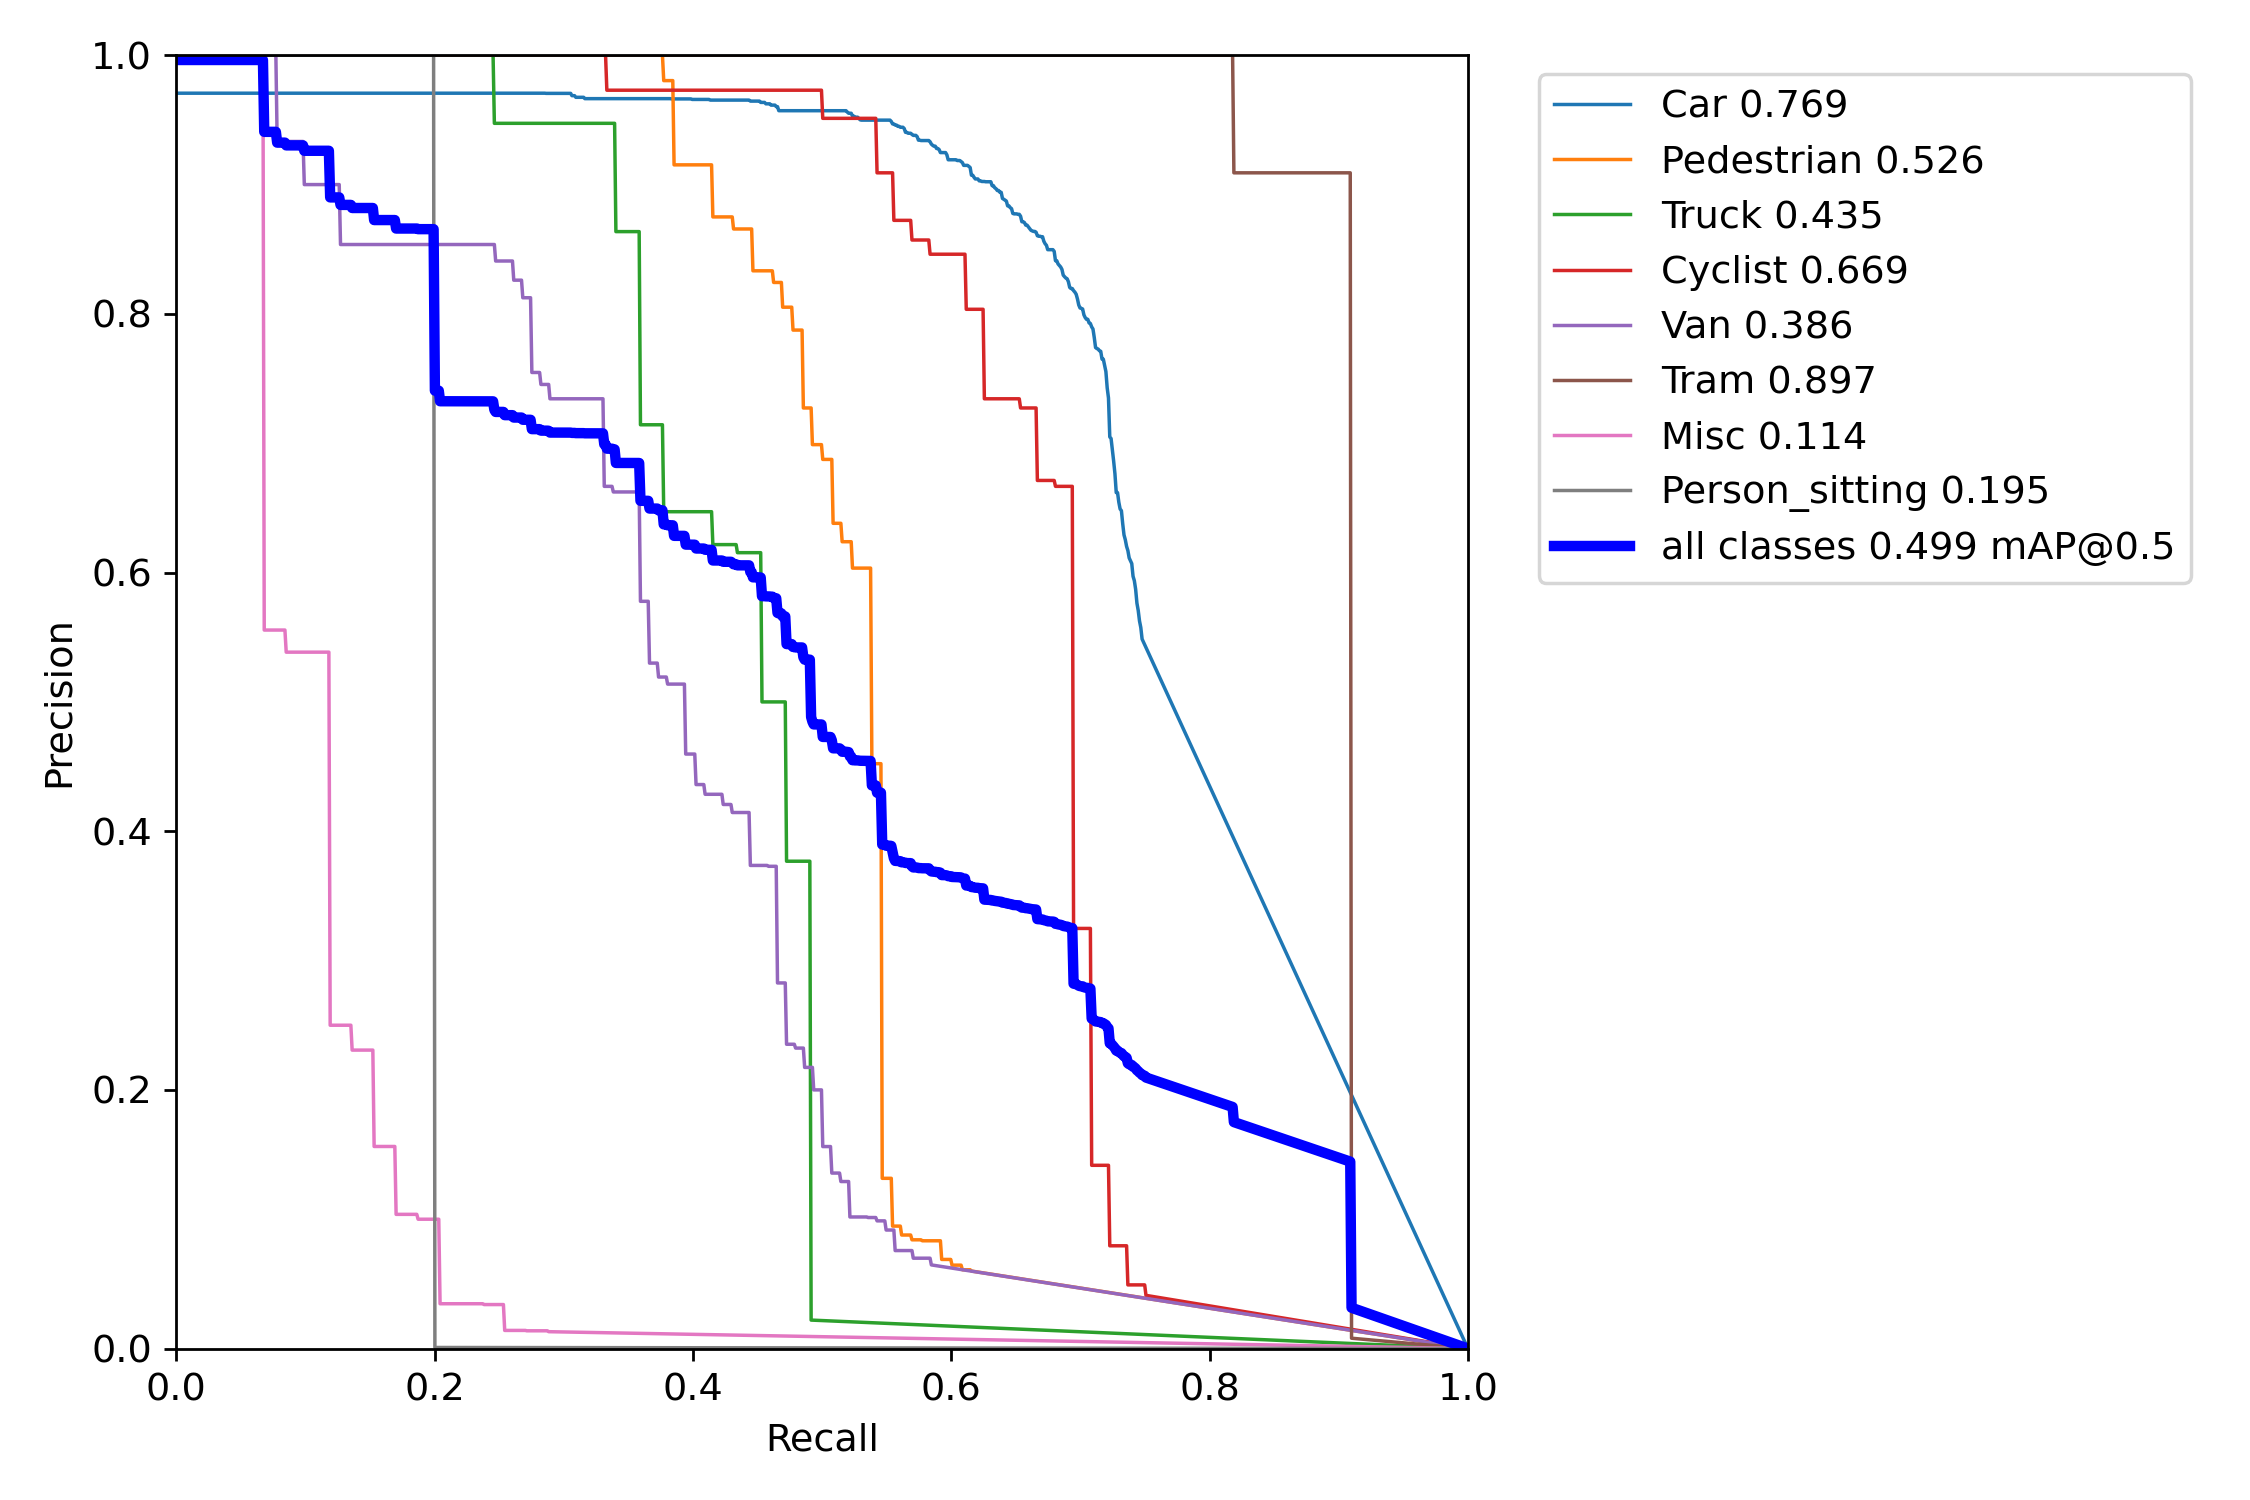 1.0
0.8
0.6
0.4
0.2
0.0
Precision
0.0 0.2 0.4 0.6 0.8 1.0
Recall
Car 0.769
Pedestrian 0.526
Truck 0.435
Cyclist 0.669
Van 0.386
Tram 0.897
Misc 0.114
Person_sitting 0.195
all classes 0.499 mAP@0.5